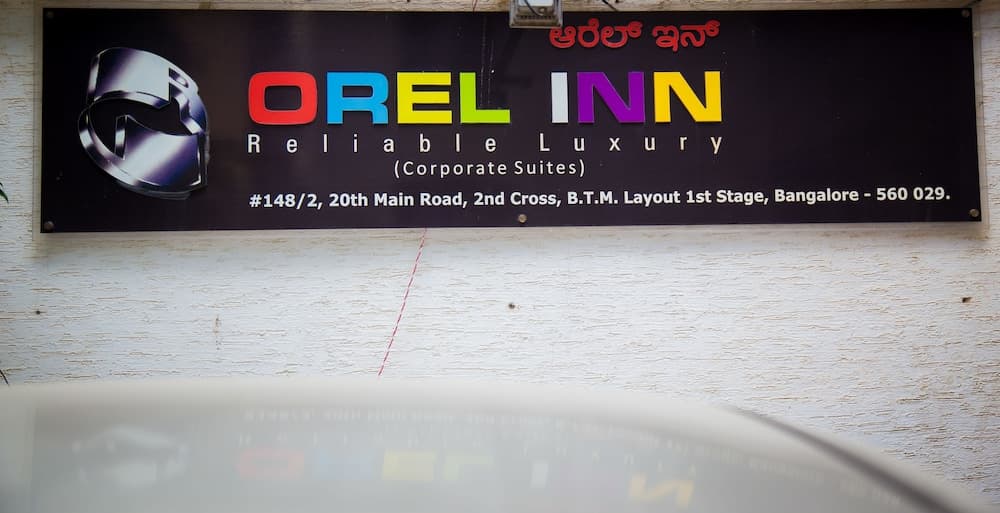 ಆರೆಲ್ ಇನ್
OREL INN
Reliable Luxury
(Corporate Suites)
#148/2, 20th Main Road, 2nd Cross, B.T.M. Layout 1st Stage, Bangalore - 560 029.